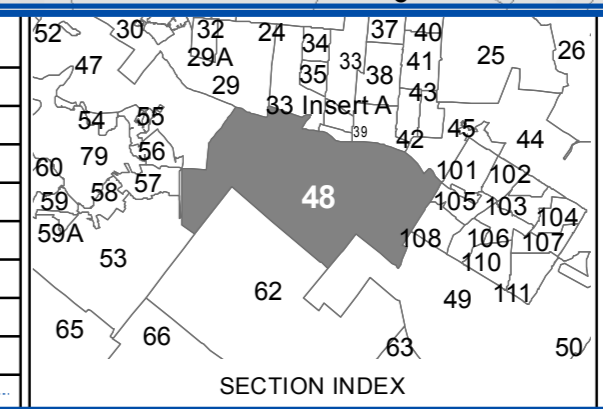 52 30 32 24 34 37 40 26
47 29A 35 33 38 41 25
29 33 Insert A 43
54 55 39 42 45 44
60 79 56 101 102
59 58 57 48 105 103 104
59A 108 106 107
53 110
62 49 111
65 66 63 50
SECTION INDEX